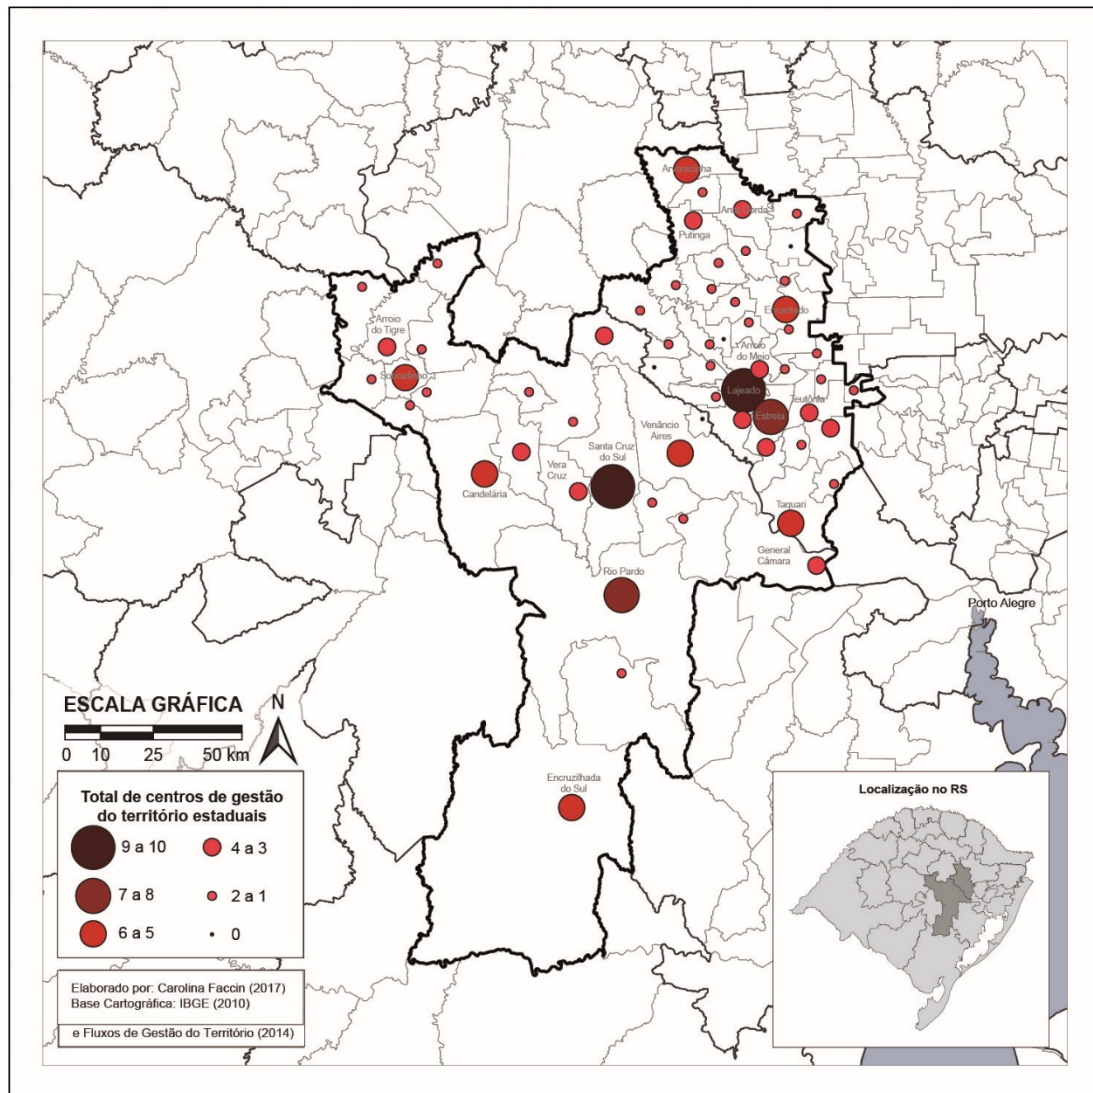 Arvorezinha
Anta Gorda
Putinga
Encantado
Arroio
do Tigre
Sobradinho
Arroio
do Meio
Lajeado
Teutônia
Estrela
Venâncio
Aires
Santa Cruz
do Sul
Vera
Cruz
Candelária
Taquari
General
Câmara
Rio Pardo
Porto Alegre
Encruzilhada
do Sul
ESCALA GRÁFICA
N
0 10 25 50 km
Total de centros de gestão
do território estaduais
9 a 10
4 a 3
7 a 8
2 a 1
6 a 5
0
Elaborado por: Carolina Faccin (2017)
Base Cartográfica: IBGE (2010)
e Fluxos de Gestão do Território (2014)
Localização no RS